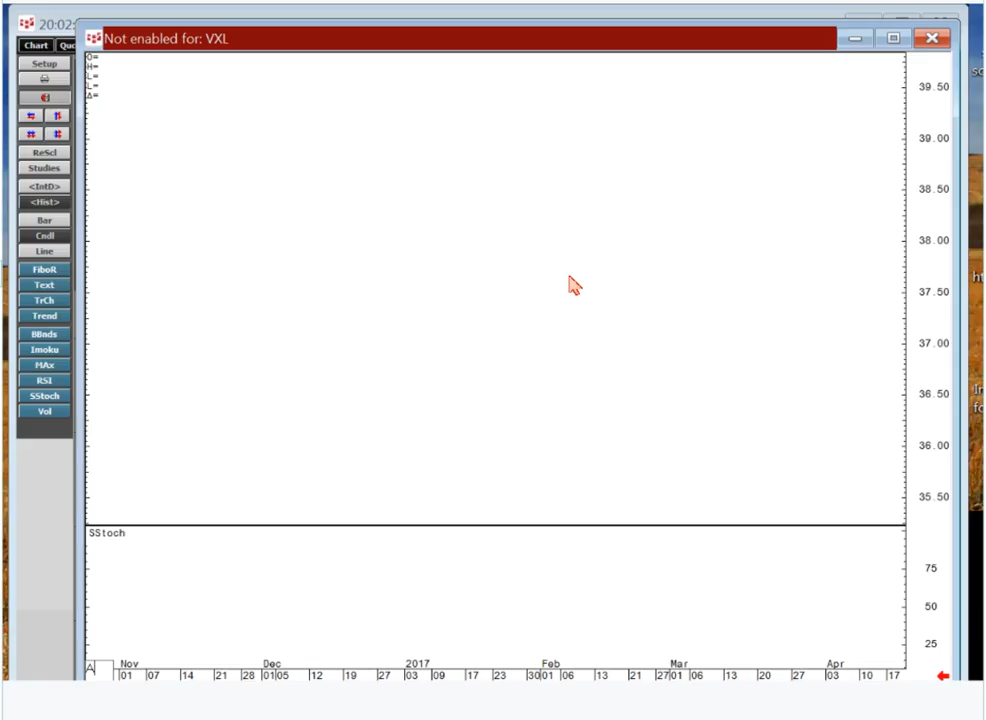 20:02:
Not enabled for: VXL
Chart Quo
Setup
ReScl
Studies
<IntD>
<Hist>
Bar
Cndl
Line
FiboR
Text
TrCh
Trend
BBnds
Imoku
MAx
RSI
SStoch
Vol
O=
H=
L=
L=
Δ=
39.50
39.00
38.50
38.00
37.50
37.00
36.50
36.00
35.50
SStoch
75
50
25
A
Nov Dec 2017 Feb Mar Apr
01 07 14 21 28 01 05 12 19 27 03 09 17 23 30 01 06 13 21 27 01 06 13 20 27 03 10 17